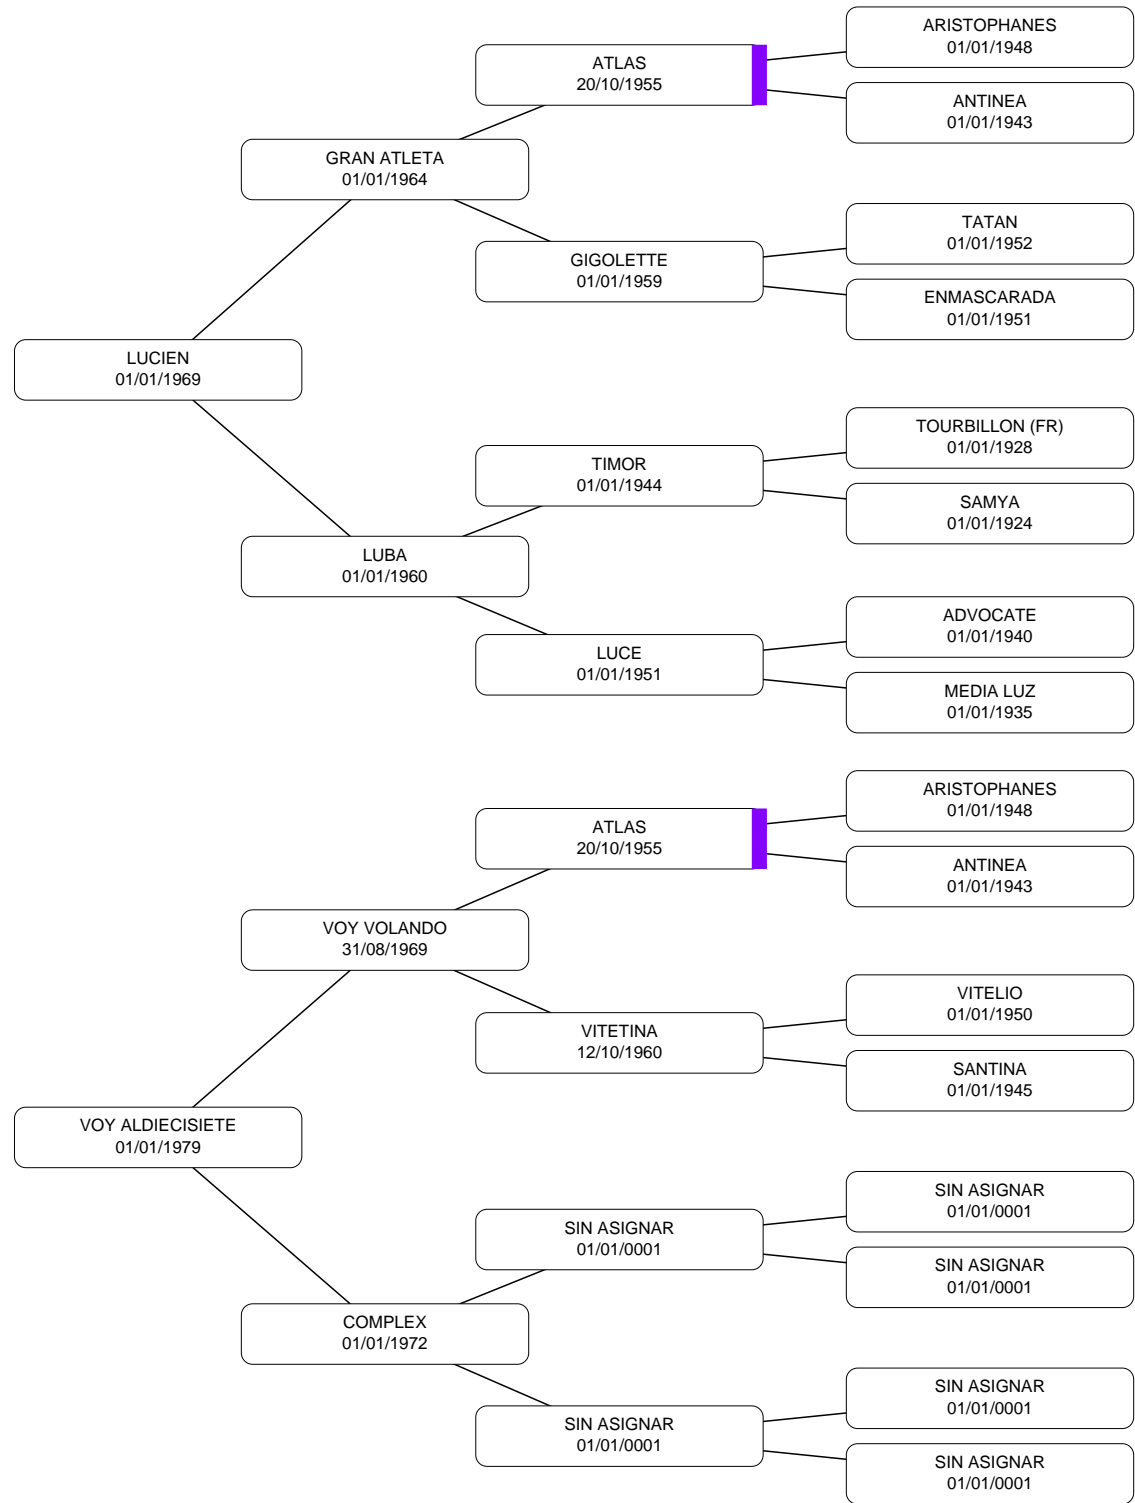 ARISTOPHANES
01/01/1948
ATLAS
20/10/1955
ANTINEA
01/01/1943
GRAN ATLETA
01/01/1964
TATAN
01/01/1952
GIGOLETTE
01/01/1959
ENMASCARADA
01/01/1951
LUCIEN
01/01/1969
TOURBILLON (FR)
01/01/1928
TIMOR
01/01/1944
SAMYA
01/01/1924
LUBA
01/01/1960
ADVOCATE
01/01/1940
LUCE
01/01/1951
MEDIA LUZ
01/01/1935
ARISTOPHANES
01/01/1948
ATLAS
20/10/1955
ANTINEA
01/01/1943
VOY VOLANDO
31/08/1969
VITELIO
01/01/1950
VITETINA
12/10/1960
SANTINA
01/01/1945
VOY ALDIECISIETE
01/01/1979
SIN ASIGNAR
01/01/0001
SIN ASIGNAR
01/01/0001
SIN ASIGNAR
01/01/0001
COMPLEX
01/01/1972
SIN ASIGNAR
01/01/0001
SIN ASIGNAR
01/01/0001
SIN ASIGNAR
01/01/0001